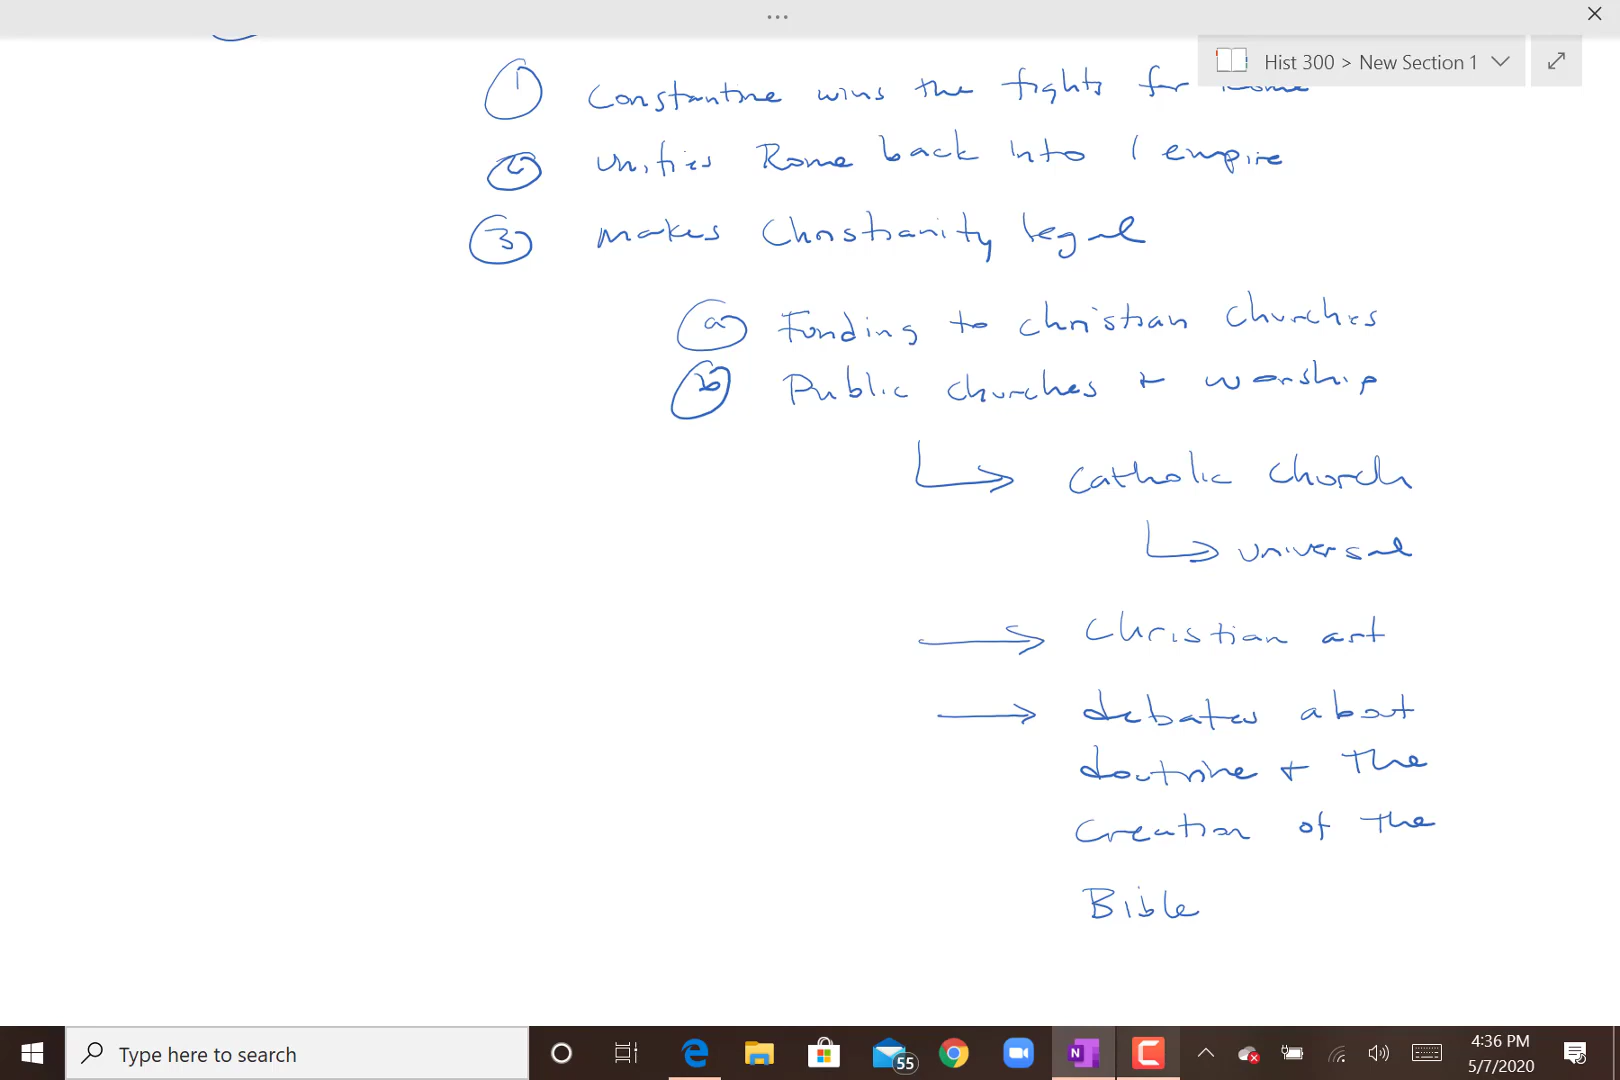 Hist 300 > New Section 1
① Constantine wins the fights for Rome
② unifies Rome back into 1 empire
③ makes Christianity legal
ⓐ Funding to christian churches
ⓑ Public churches + worship
Catholic church
universal
Christian art
debates about
doctrine + the
creation of the
Bible
Type here to search
55
4:36 PM
5/7/2020